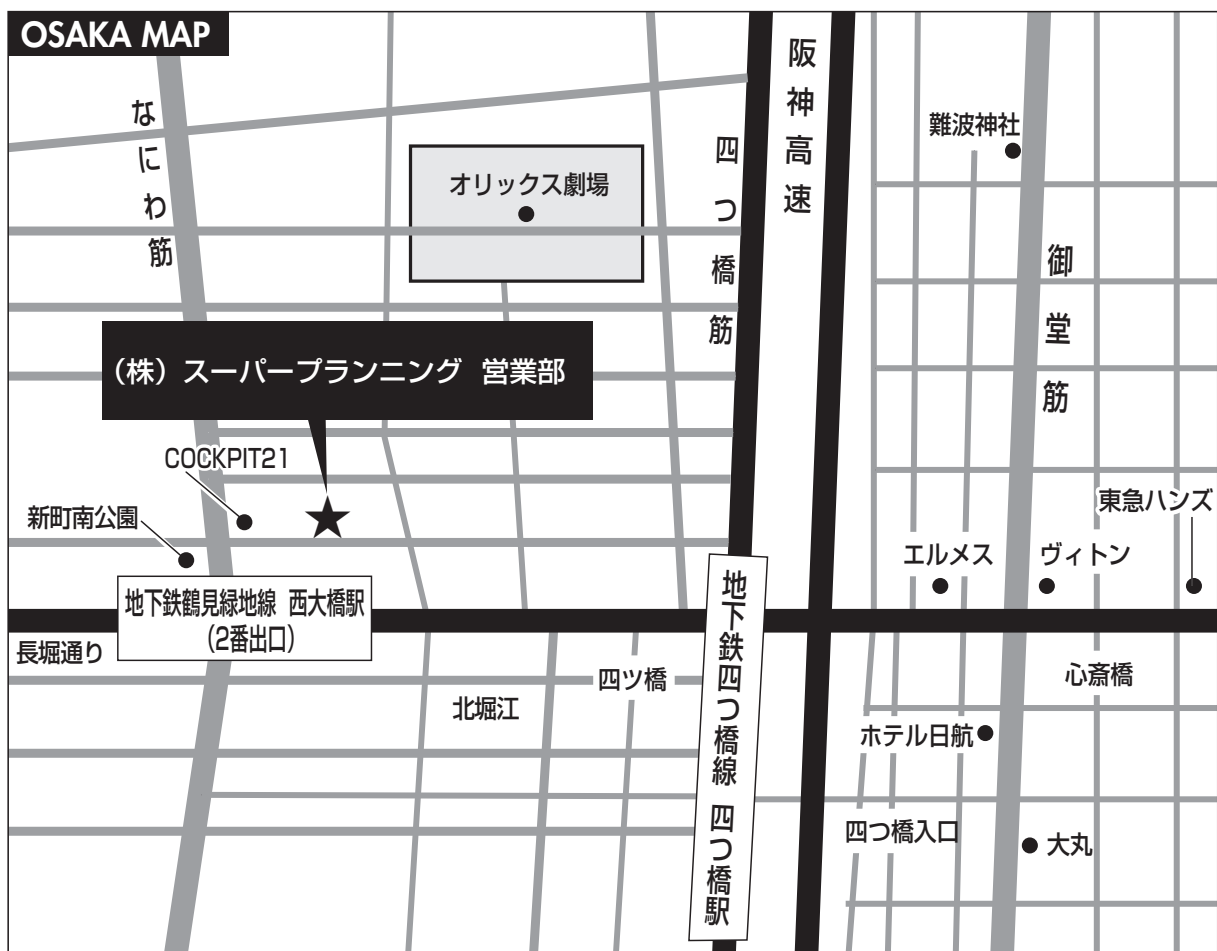 OSAKA MAP
なにわ筋
オリックス劇場
四つ橋筋
阪神高速
難波神社
御堂筋
(株)スーパープランニング 営業部
COCKPIT21
新町南公園
東急ハンズ
エルメス
ヴィトン
地下鉄鶴見緑地線 西大橋駅
(2番出口)
長堀通り
地下鉄四つ橋線 四つ橋駅
四ツ橋
北堀江
心斎橋
ホテル日航
四つ橋入口
大丸